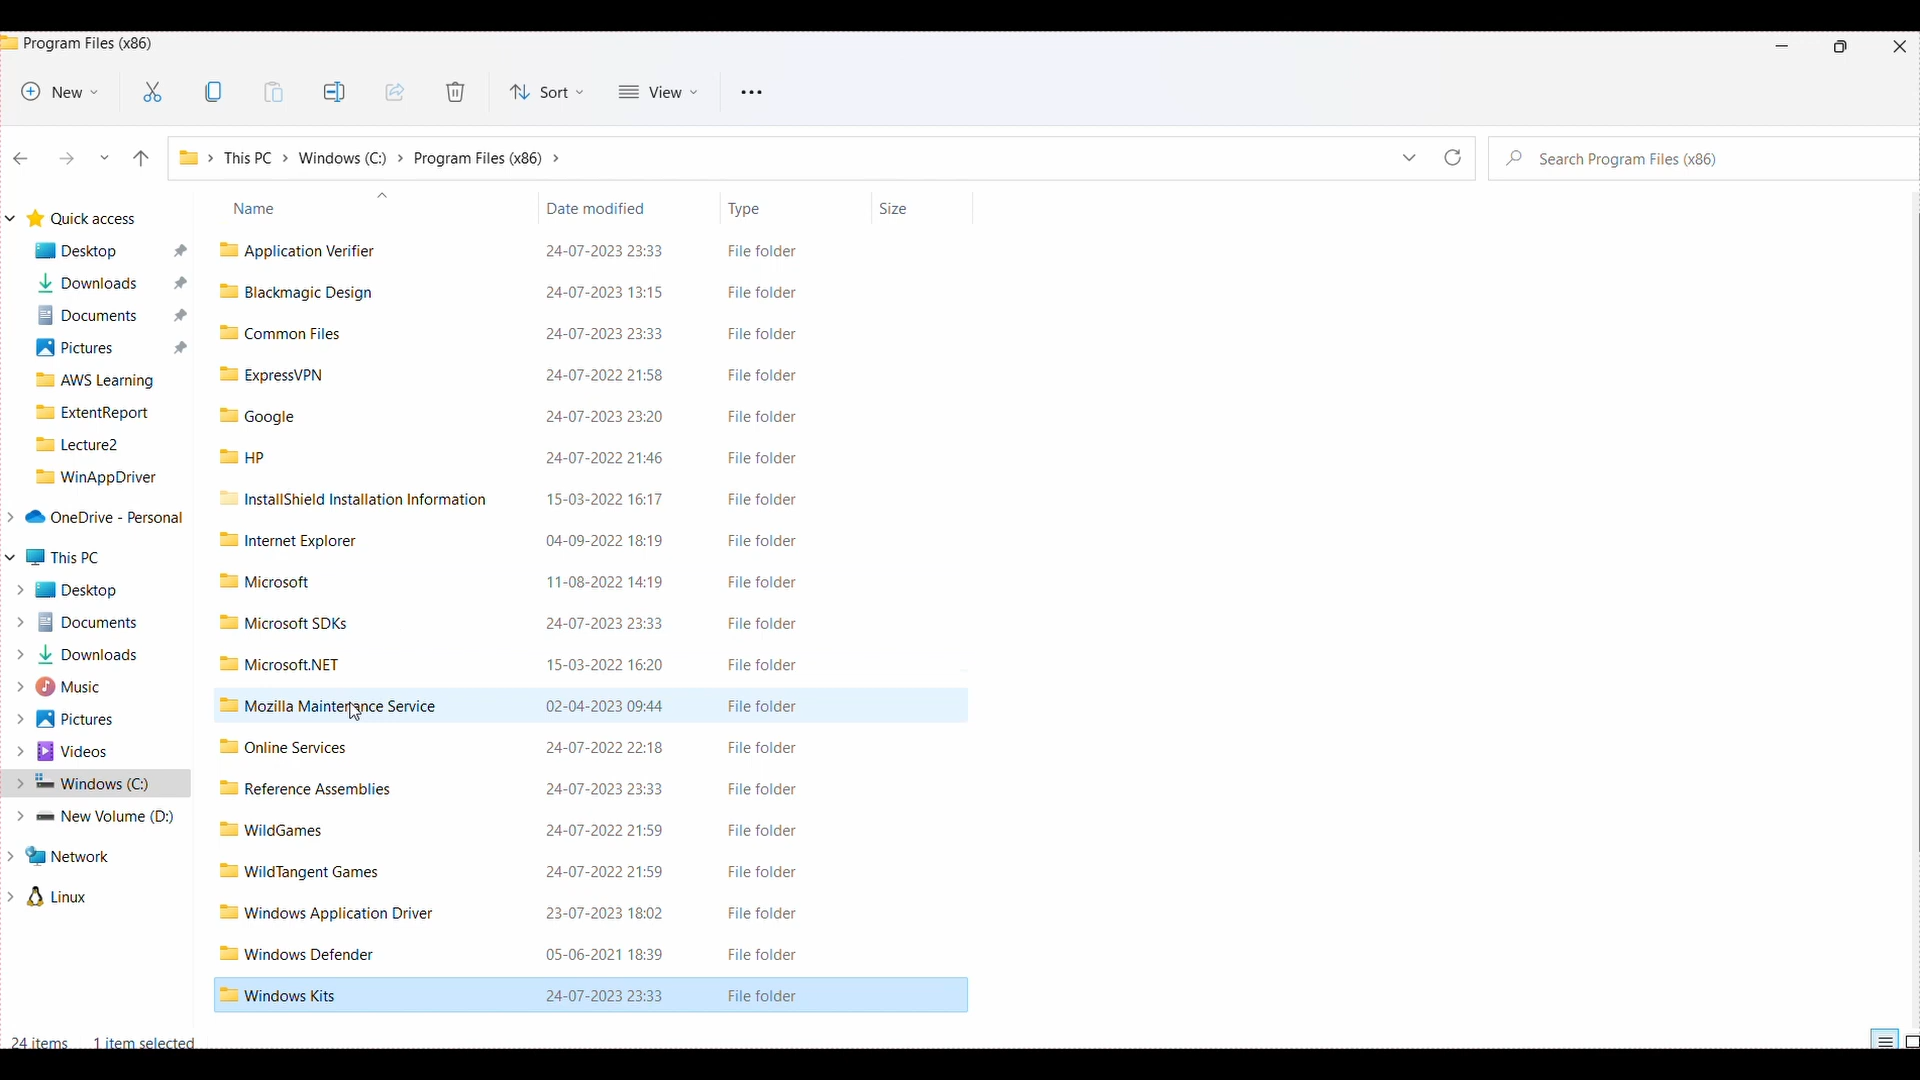 Program Files (x86)
New
Sort
View
This PC > Windows (C:) > Program Files (x86) >
Search Program Files (x86)
Quick access
Desktop
Downloads
Documents
Pictures
AWS Learning
ExtentReport
Lecture2
WinAppDriver
OneDrive - Personal
This PC
Desktop
Documents
Downloads
Music
Pictures
Videos
Windows (C:)
New Volume (D:)
Network
Linux
Name Date modified Type Size
Application Verifier 24-07-2023 23:33 File folder
Blackmagic Design 24-07-2023 13:15 File folder
Common Files 24-07-2023 23:33 File folder
ExpressVPN 24-07-2022 21:58 File folder
Google 24-07-2023 23:20 File folder
HP 24-07-2022 21:46 File folder
InstallShield Installation Information 15-03-2022 16:17 File folder
Internet Explorer 04-09-2022 18:19 File folder
Microsoft 11-08-2022 14:19 File folder
Microsoft SDKs 24-07-2023 23:33 File folder
Microsoft.NET 15-03-2022 16:20 File folder
Mozilla Maintenance Service 02-04-2023 09:44 File folder
Online Services 24-07-2022 22:18 File folder
Reference Assemblies 24-07-2023 23:33 File folder
WildGames 24-07-2022 21:59 File folder
WildTangent Games 24-07-2022 21:59 File folder
Windows Application Driver 23-07-2023 18:02 File folder
Windows Defender 05-06-2021 18:39 File folder
Windows Kits 24-07-2023 23:33 File folder
24 items 1 item selected